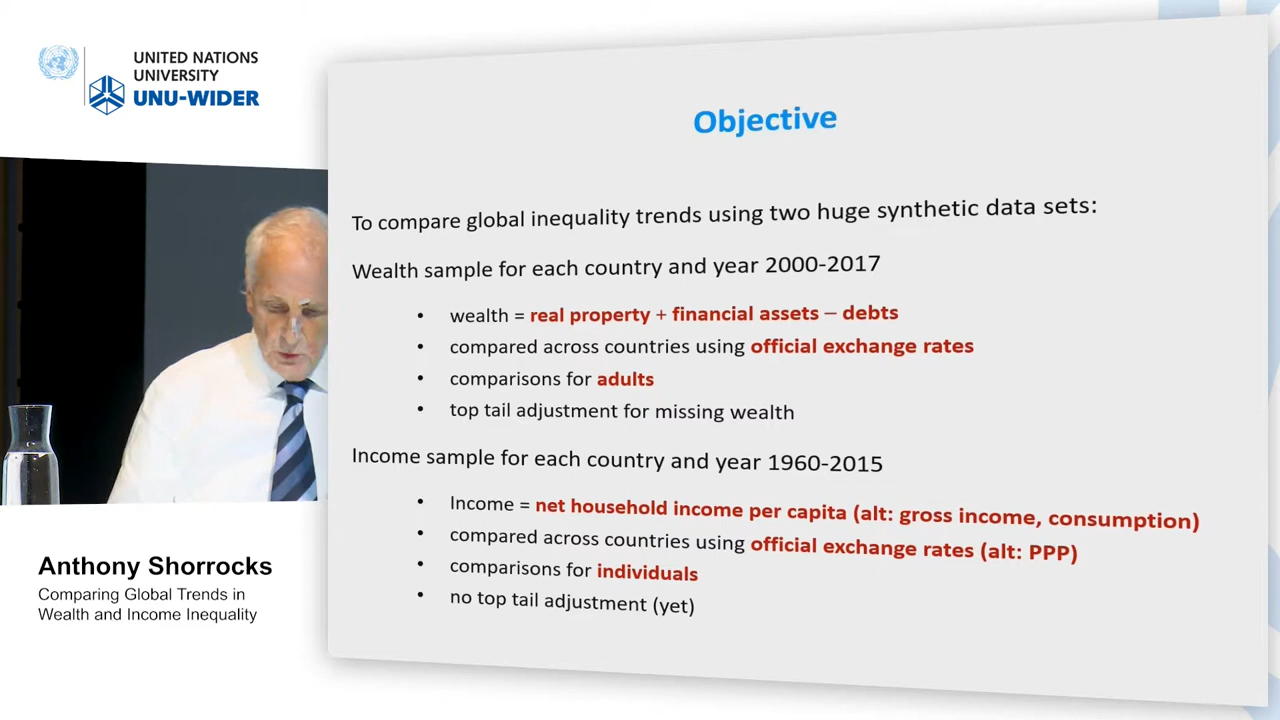 UNITED NATIONS
UNIVERSITY
UNU-WIDER
Objective
To compare global inequality trends using two huge synthetic data sets:
Wealth sample for each country and year 2000-2017
• wealth = real property + financial assets – debts
• compared across countries using official exchange rates
• comparisons for adults
• top tail adjustment for missing wealth
Income sample for each country and year 1960-2015
• Income = net household income per capita (alt: gross income, consumption)
• compared across countries using official exchange rates (alt: PPP)
• comparisons for individuals
• no top tail adjustment (yet)
Anthony Shorrocks
Comparing Global Trends in
Wealth and Income Inequality